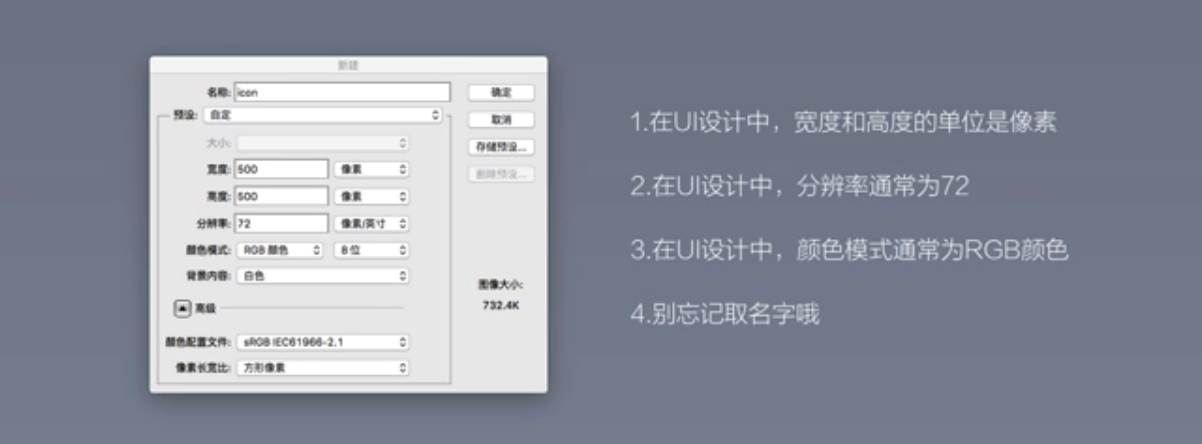 新建
名称: icon
确定
预设: 自定
取消
大小:
存储预设...
宽度: 500 像素
删除预设...
高度: 500 像素
分辨率: 72 像素/英寸
颜色模式: RGB 颜色 8 位
背景内容: 白色
图像大小:
732.4K
高级
颜色配置文件: sRGB IEC61966-2.1
像素长宽比: 方形像素
1.在UI设计中，宽度和高度的单位是像素
2.在UI设计中，分辨率通常为72
3.在UI设计中，颜色模式通常为RGB颜色
4.别忘记取名字哦